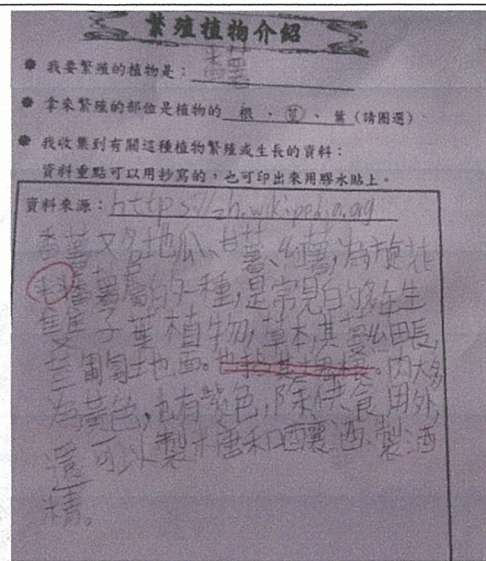 繁殖植物介紹
我要繁殖的植物是：番薯
拿來繁殖的部位是植物的 根、莖、葉（請圈選）
我收集到有關這種植物繁殖或生長的資料：
資料重點可以用抄寫的，也可印出來用膠水貼上。
資料來源：https://zh.wikipedia.org
番薯又名地瓜、甘薯、山薯，為旋花
番薯屬的一種，是常見的多年生
雙子葉植物，草本，其蔓細長，
莖匍匐地面。內大多
為黃色，也有紫色，除供食用外，
還可以製糖和釀酒、製酒
精。